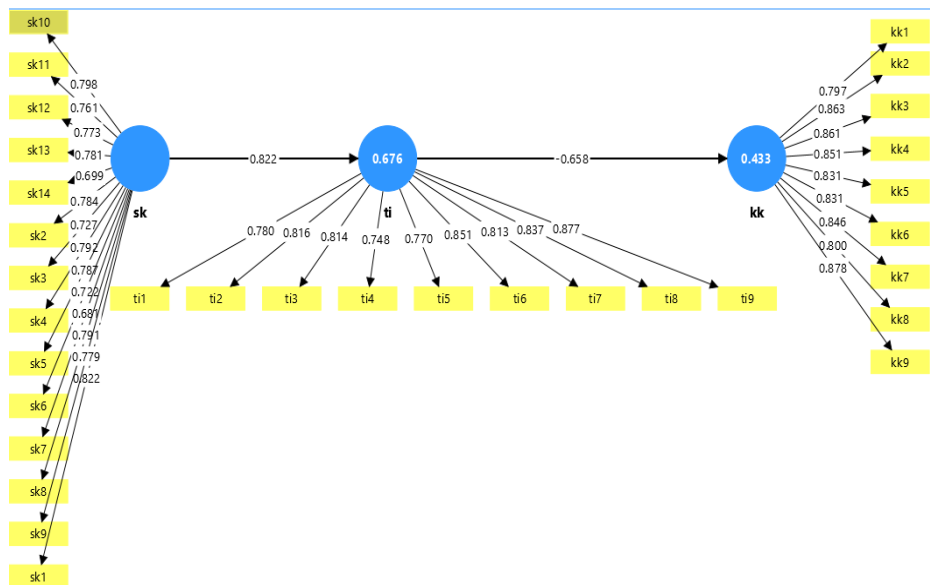 sk10
sk11
sk12
sk13
sk14
sk2
sk3
sk4
sk5
sk6
sk7
sk8
sk9
sk1
0.798
0.761
0.773
0.781
0.699
0.784
0.727
0.792
0.787
0.722
0.681
0.791
0.779
0.822
sk
0.822
0.676
ti
0.780
0.816
0.814
0.748
0.770
0.851
0.813
0.837
0.877
ti1
ti2
ti3
ti4
ti5
ti6
ti7
ti8
ti9
-0.658
0.433
kk
0.797
0.863
0.861
0.851
0.831
0.831
0.846
0.800
0.878
kk1
kk2
kk3
kk4
kk5
kk6
kk7
kk8
kk9